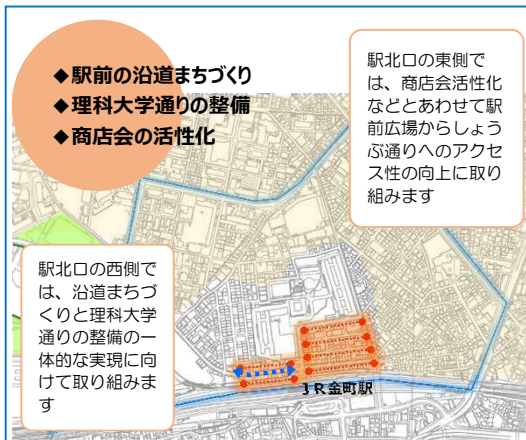 ◆駅前の沿道まちづくり
◆理科大学通りの整備
◆商店会の活性化
駅北口の東側で
は、商店会活性化
などとあわせて駅
前広場からしょう
ぶ通りへのアクセ
ス性の向上に取り
組みます
駅北口の西側で
は、沿道まちづ
くりと理科大学
通りの整備の一
体的な実現に向
けて取り組みま
す
JR金町駅